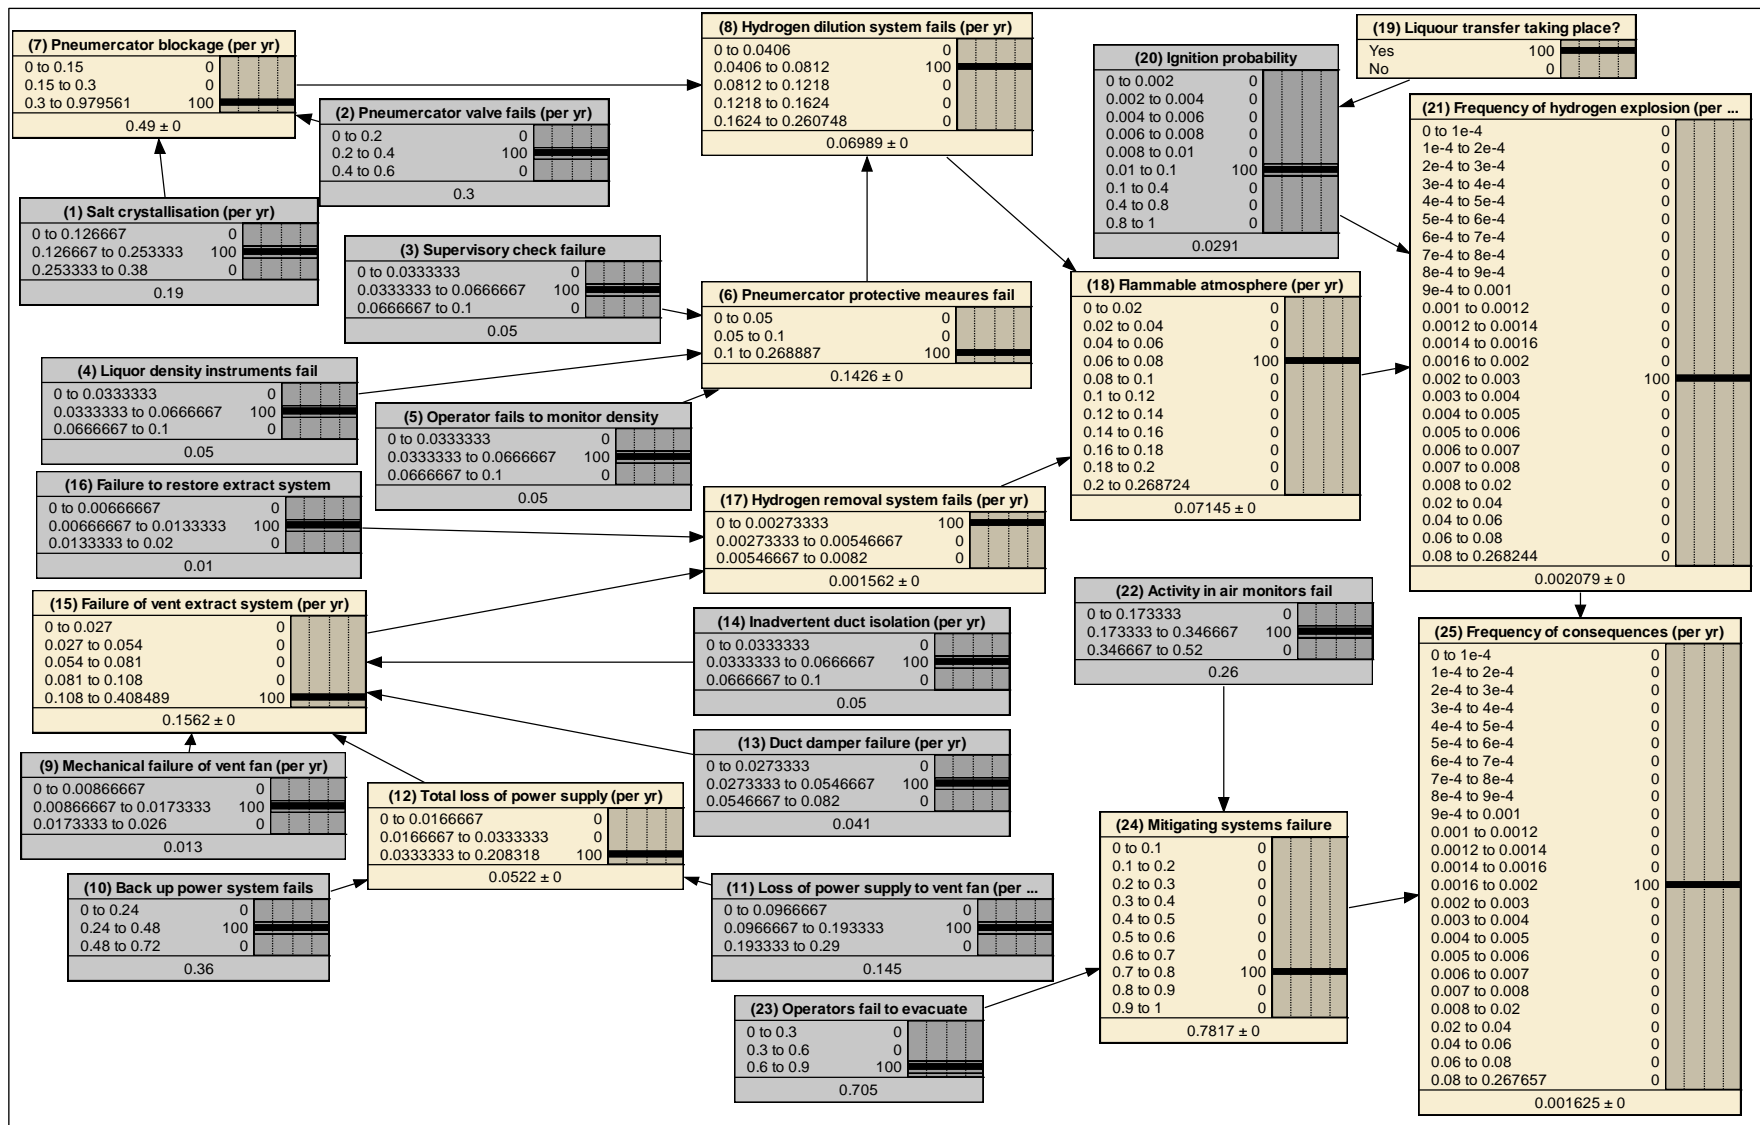 (7) Pneumercator blockage (per yr)
0 to 0.15 0
0.15 to 0.3 0
0.3 to 0.979561 100
0.49 ± 0
(2) Pneumercator valve fails (per yr)
0 to 0.2 0
0.2 to 0.4 100
0.4 to 0.6 0
0.3
(1) Salt crystallisation (per yr)
0 to 0.126667 0
0.126667 to 0.253333 100
0.253333 to 0.38 0
0.19
(3) Supervisory check failure
0 to 0.0333333 0
0.0333333 to 0.0666667 100
0.0666667 to 0.1 0
0.05
(4) Liquor density instruments fail
0 to 0.0333333 0
0.0333333 to 0.0666667 100
0.0666667 to 0.1 0
0.05
(5) Operator fails to monitor density
0 to 0.0333333 0
0.0333333 to 0.0666667 100
0.0666667 to 0.1 0
0.05
(16) Failure to restore extract system
0 to 0.00666667 0
0.00666667 to 0.0133333 100
0.0133333 to 0.02 0
0.01
(15) Failure of vent extract system (per yr)
0 to 0.027 0
0.027 to 0.054 0
0.054 to 0.081 0
0.081 to 0.108 0
0.108 to 0.408489 100
0.1562 ± 0
(9) Mechanical failure of vent fan (per yr)
0 to 0.00866667 0
0.00866667 to 0.0173333 100
0.0173333 to 0.026 0
0.013
(12) Total loss of power supply (per yr)
0 to 0.0166667 0
0.0166667 to 0.0333333 0
0.0333333 to 0.208318 100
0.0522 ± 0
(10) Back up power system fails
0 to 0.24 0
0.24 to 0.48 100
0.48 to 0.72 0
0.36
(8) Hydrogen dilution system fails (per yr)
0 to 0.0406 0
0.0406 to 0.0812 100
0.0812 to 0.1218 0
0.1218 to 0.1624 0
0.1624 to 0.260748 0
0.06989 ± 0
(6) Pneumercator protective meaures fail
0 to 0.05 0
0.05 to 0.1 0
0.1 to 0.268887 100
0.1426 ± 0
(17) Hydrogen removal system fails (per yr)
0 to 0.00273333 100
0.00273333 to 0.00546667 0
0.00546667 to 0.0082 0
0.001562 ± 0
(14) Inadvertent duct isolation (per yr)
0 to 0.0333333 0
0.0333333 to 0.0666667 100
0.0666667 to 0.1 0
0.05
(13) Duct damper failure (per yr)
0 to 0.0273333 0
0.0273333 to 0.0546667 100
0.0546667 to 0.082 0
0.041
(11) Loss of power supply to vent fan (per ...
0 to 0.0966667 0
0.0966667 to 0.193333 100
0.193333 to 0.29 0
0.145
(23) Operators fail to evacuate
0 to 0.3 0
0.3 to 0.6 0
0.6 to 0.9 100
0.705
(19) Liquour transfer taking place?
Yes 100
No 0
(20) Ignition probability
0 to 0.002 0
0.002 to 0.004 0
0.004 to 0.006 0
0.006 to 0.008 0
0.008 to 0.01 0
0.01 to 0.1 100
0.1 to 0.4 0
0.4 to 0.8 0
0.8 to 1 0
0.0291
(18) Flammable atmosphere (per yr)
0 to 0.02 0
0.02 to 0.04 0
0.04 to 0.06 0
0.06 to 0.08 100
0.08 to 0.1 0
0.1 to 0.12 0
0.12 to 0.14 0
0.14 to 0.16 0
0.16 to 0.18 0
0.18 to 0.2 0
0.2 to 0.268724 0
0.07145 ± 0
(22) Activity in air monitors fail
0 to 0.173333 0
0.173333 to 0.346667 100
0.346667 to 0.52 0
0.26
(24) Mitigating systems failure
0 to 0.1 0
0.1 to 0.2 0
0.2 to 0.3 0
0.3 to 0.4 0
0.4 to 0.5 0
0.5 to 0.6 0
0.6 to 0.7 0
0.7 to 0.8 100
0.8 to 0.9 0
0.9 to 1 0
0.7817 ± 0
(21) Frequency of hydrogen explosion (per ...
0 to 1e-4 0
1e-4 to 2e-4 0
2e-4 to 3e-4 0
3e-4 to 4e-4 0
4e-4 to 5e-4 0
5e-4 to 6e-4 0
6e-4 to 7e-4 0
7e-4 to 8e-4 0
8e-4 to 9e-4 0
9e-4 to 0.001 0
0.001 to 0.0012 0
0.0012 to 0.0014 0
0.0014 to 0.0016 0
0.0016 to 0.002 0
0.002 to 0.003 100
0.003 to 0.004 0
0.004 to 0.005 0
0.005 to 0.006 0
0.006 to 0.007 0
0.007 to 0.008 0
0.008 to 0.02 0
0.02 to 0.04 0
0.04 to 0.06 0
0.06 to 0.08 0
0.08 to 0.268244 0
0.002079 ± 0
(25) Frequency of consequences (per yr)
0 to 1e-4 0
1e-4 to 2e-4 0
2e-4 to 3e-4 0
3e-4 to 4e-4 0
4e-4 to 5e-4 0
5e-4 to 6e-4 0
6e-4 to 7e-4 0
7e-4 to 8e-4 0
8e-4 to 9e-4 0
9e-4 to 0.001 0
0.001 to 0.0012 0
0.0012 to 0.0014 0
0.0014 to 0.0016 0
0.0016 to 0.002 100
0.002 to 0.003 0
0.003 to 0.004 0
0.004 to 0.005 0
0.005 to 0.006 0
0.006 to 0.007 0
0.007 to 0.008 0
0.008 to 0.02 0
0.02 to 0.04 0
0.04 to 0.06 0
0.06 to 0.08 0
0.08 to 0.267657 0
0.001625 ± 0